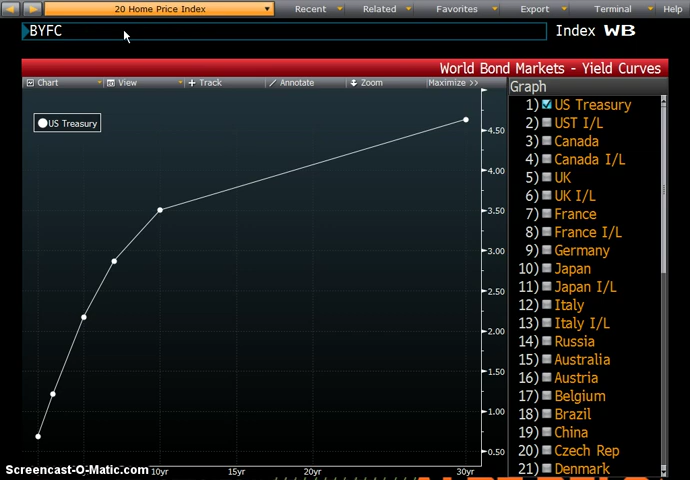 20 Home Price Index
Recent
Related
Favorites
Export
Terminal
Help
BYFC
Index WB
World Bond Markets - Yield Curves
Chart
View
Track
Annotate
Zoom
Maximize >>
Graph
US Treasury
4.50
4.00
3.50
3.00
2.50
2.00
1.50
1.00
0.50
10yr
15yr
20yr
30yr
1) US Treasury
2) UST I/L
3) Canada
4) Canada I/L
5) UK
6) UK I/L
7) France
8) France I/L
9) Germany
10) Japan
11) Japan I/L
12) Italy
13) Italy I/L
14) Russia
15) Australia
16) Austria
17) Belgium
18) Brazil
19) China
20) Czech Rep
21) Denmark
Screencast-O-Matic.com